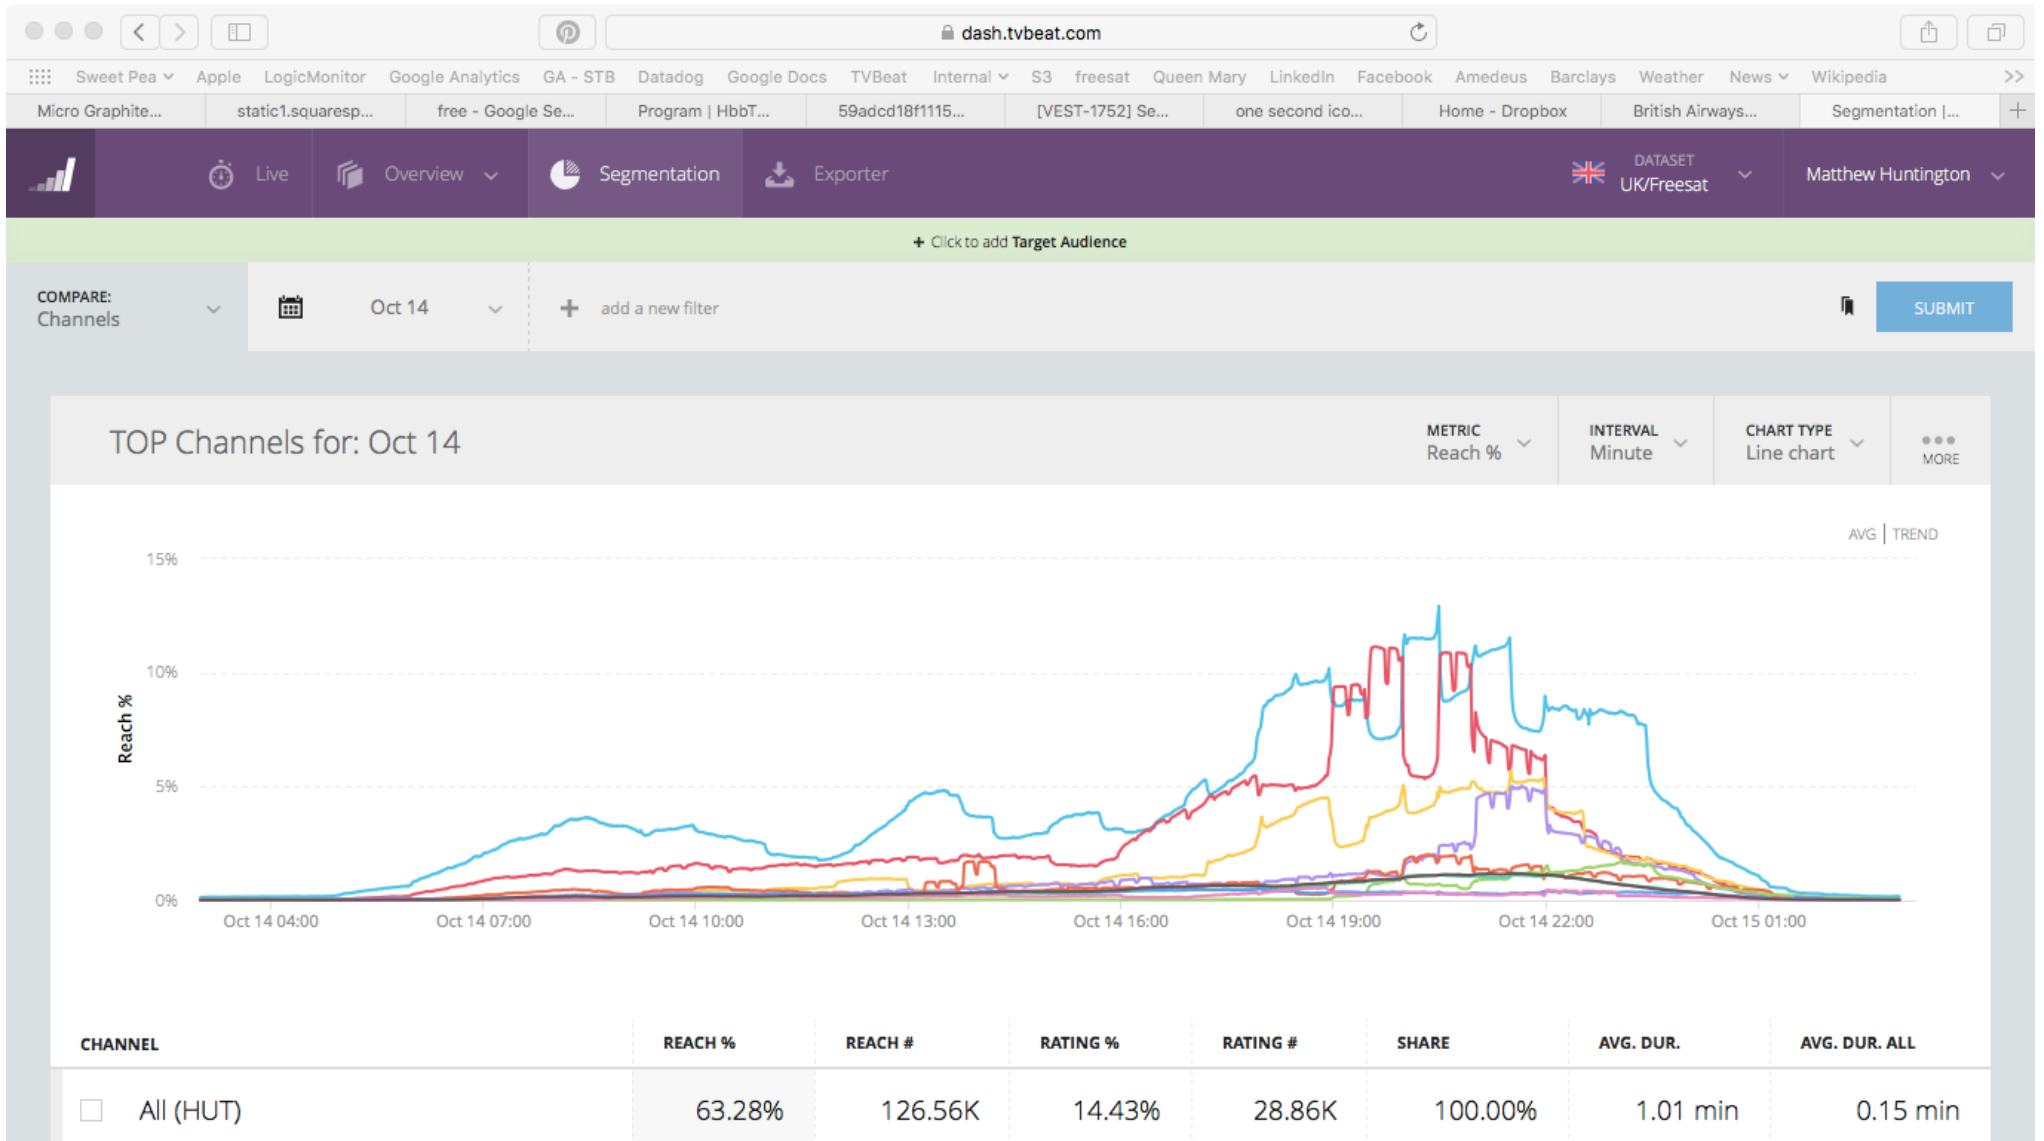 dash.tvbeat.com
Sweet Pea Apple LogicMonitor Google Analytics GA - STB Datadog Google Docs TVBeat Internal S3 freesat Queen Mary LinkedIn Facebook Amedeus Barclays Weather News Wikipedia >>
Micro Graphite... static1.squaresp... free - Google Se... Program | HbbT... 59adcd18f1115... [VEST-1752] Se... one second ico... Home - Dropbox British Airways... Segmentation |... +
Live Overview Segmentation Exporter
DATASET
UK/Freesat
Matthew Huntington
+ Click to add Target Audience
COMPARE:
Channels
Oct 14
+ add a new filter
SUBMIT
TOP Channels for: Oct 14
METRIC
Reach %
INTERVAL
Minute
CHART TYPE
Line chart
MORE
AVG | TREND
15%
10%
5%
0%
Reach %
Oct 14 04:00 Oct 14 07:00 Oct 14 10:00 Oct 14 13:00 Oct 14 16:00 Oct 14 19:00 Oct 14 22:00 Oct 15 01:00
CHANNEL REACH % REACH # RATING % RATING # SHARE AVG. DUR. AVG. DUR. ALL
All (HUT) 63.28% 126.56K 14.43% 28.86K 100.00% 1.01 min 0.15 min